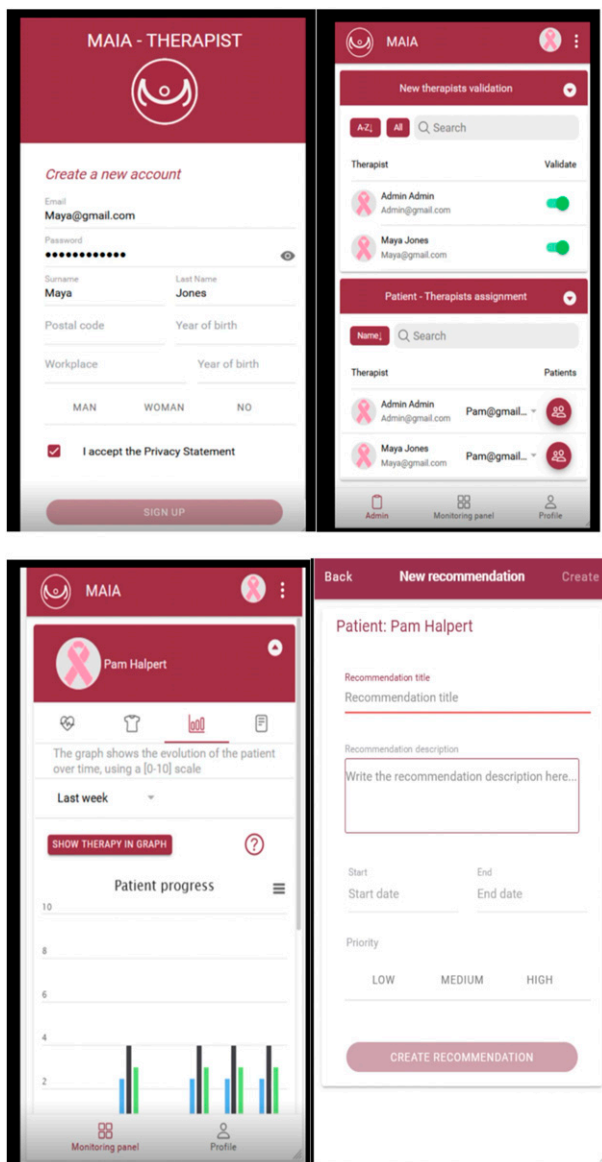 MAIA - THERAPIST
Create a new account
Email
Maya@gmail.com
Password
●●●●●●●●●●●●
Surname Last Name
Maya Jones
Postal code Year of birth
Workplace Year of birth
MAN WOMAN NO
I accept the Privacy Statement
SIGN UP
MAIA
New therapists validation
A-Z↓ All Search
Therapist Validate
Admin Admin
Admin@gmail.com
Maya Jones
Maya@gmail.com
Patient - Therapists assignment
Name↓ Search
Therapist Patients
Admin Admin
Admin@gmail.com Pam@gmail...
Maya Jones
Maya@gmail.com Pam@gmail...
Admin Monitoring panel Profile
MAIA
Pam Halpert
The graph shows the evolution of the patient
over time, using a [0-10] scale
Last week
SHOW THERAPY IN GRAPH ?
Patient progress
10
8
6
4
2
Monitoring panel Profile
Back New recommendation Create
Patient: Pam Halpert
Recommendation title
Recommendation title
Recommendation description
Write the recommendation description here...
Start End
Start date End date
Priority
LOW MEDIUM HIGH
CREATE RECOMMENDATION